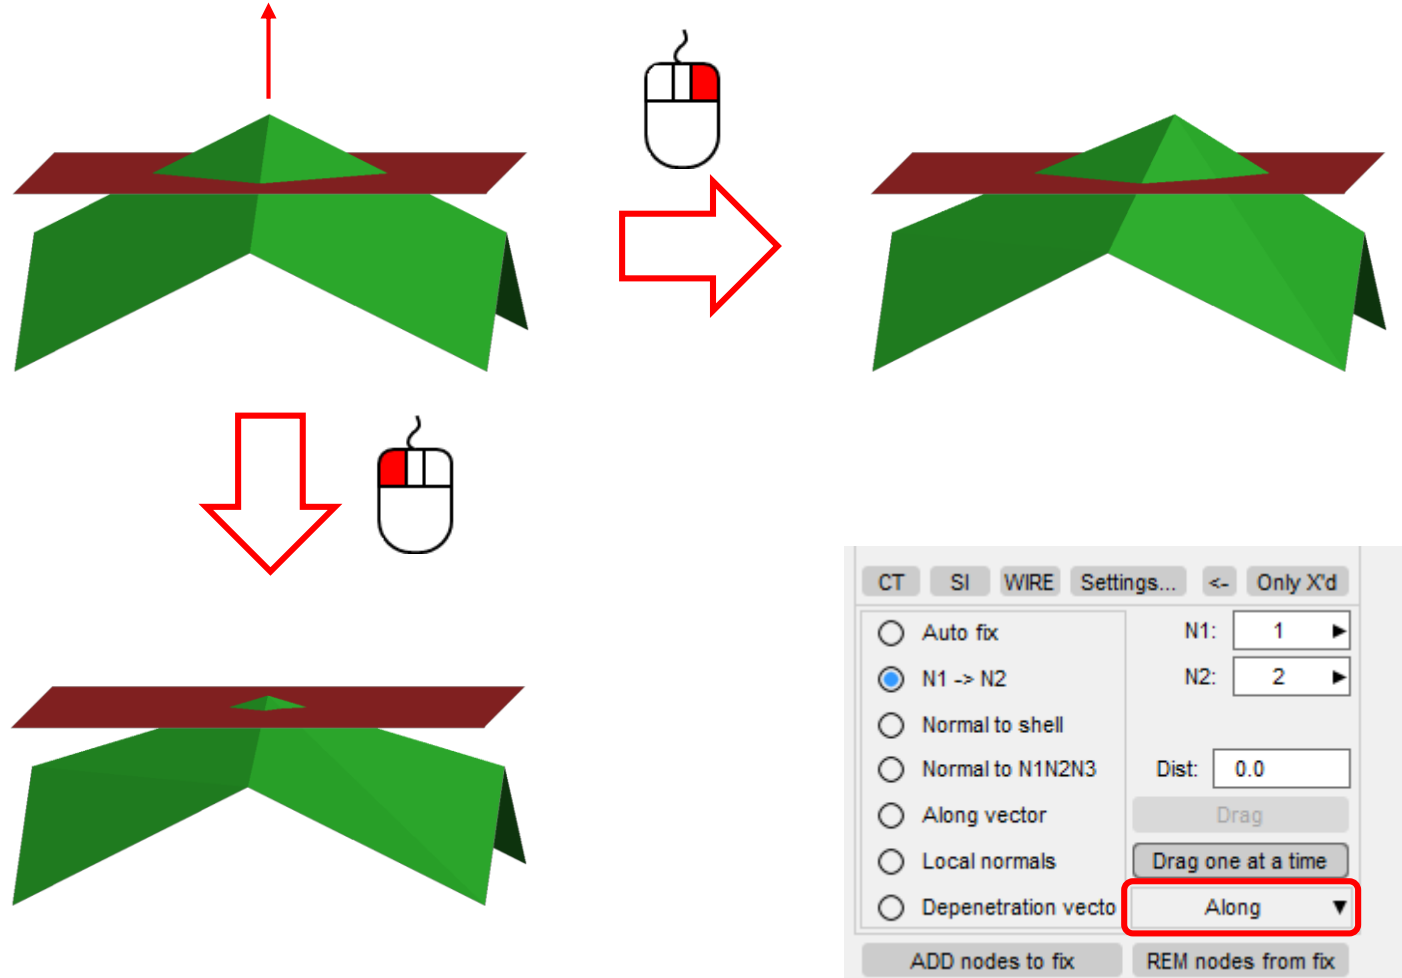 CT SI WIRE Settings... <- Only X'd
Auto fix N1: 1
N1 -> N2 N2: 2
Normal to shell
Normal to N1N2N3 Dist: 0.0
Along vector Drag
Local normals Drag one at a time
Depenetration vecto Along
ADD nodes to fix REM nodes from fix